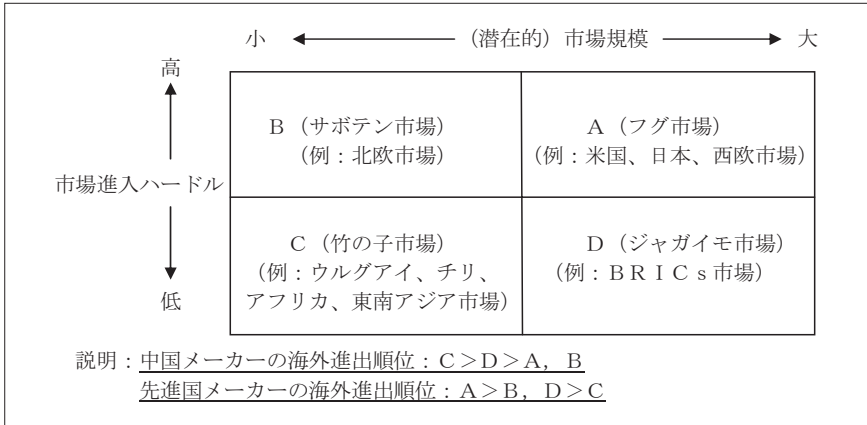 小 (潜在的) 市場規模 大
高
B (サボテン市場)
(例：北欧市場)
A (フグ市場)
(例：米国、日本、西欧市場)
市場進入ハードル
C (竹の子市場)
(例：ウルグアイ、チリ、
アフリカ、東南アジア市場)
D (ジャガイモ市場)
(例：ＢＲＩＣｓ市場)
低
説明：中国メーカーの海外進出順位：C＞D＞A，B
先進国メーカーの海外進出順位：A＞B，D＞C